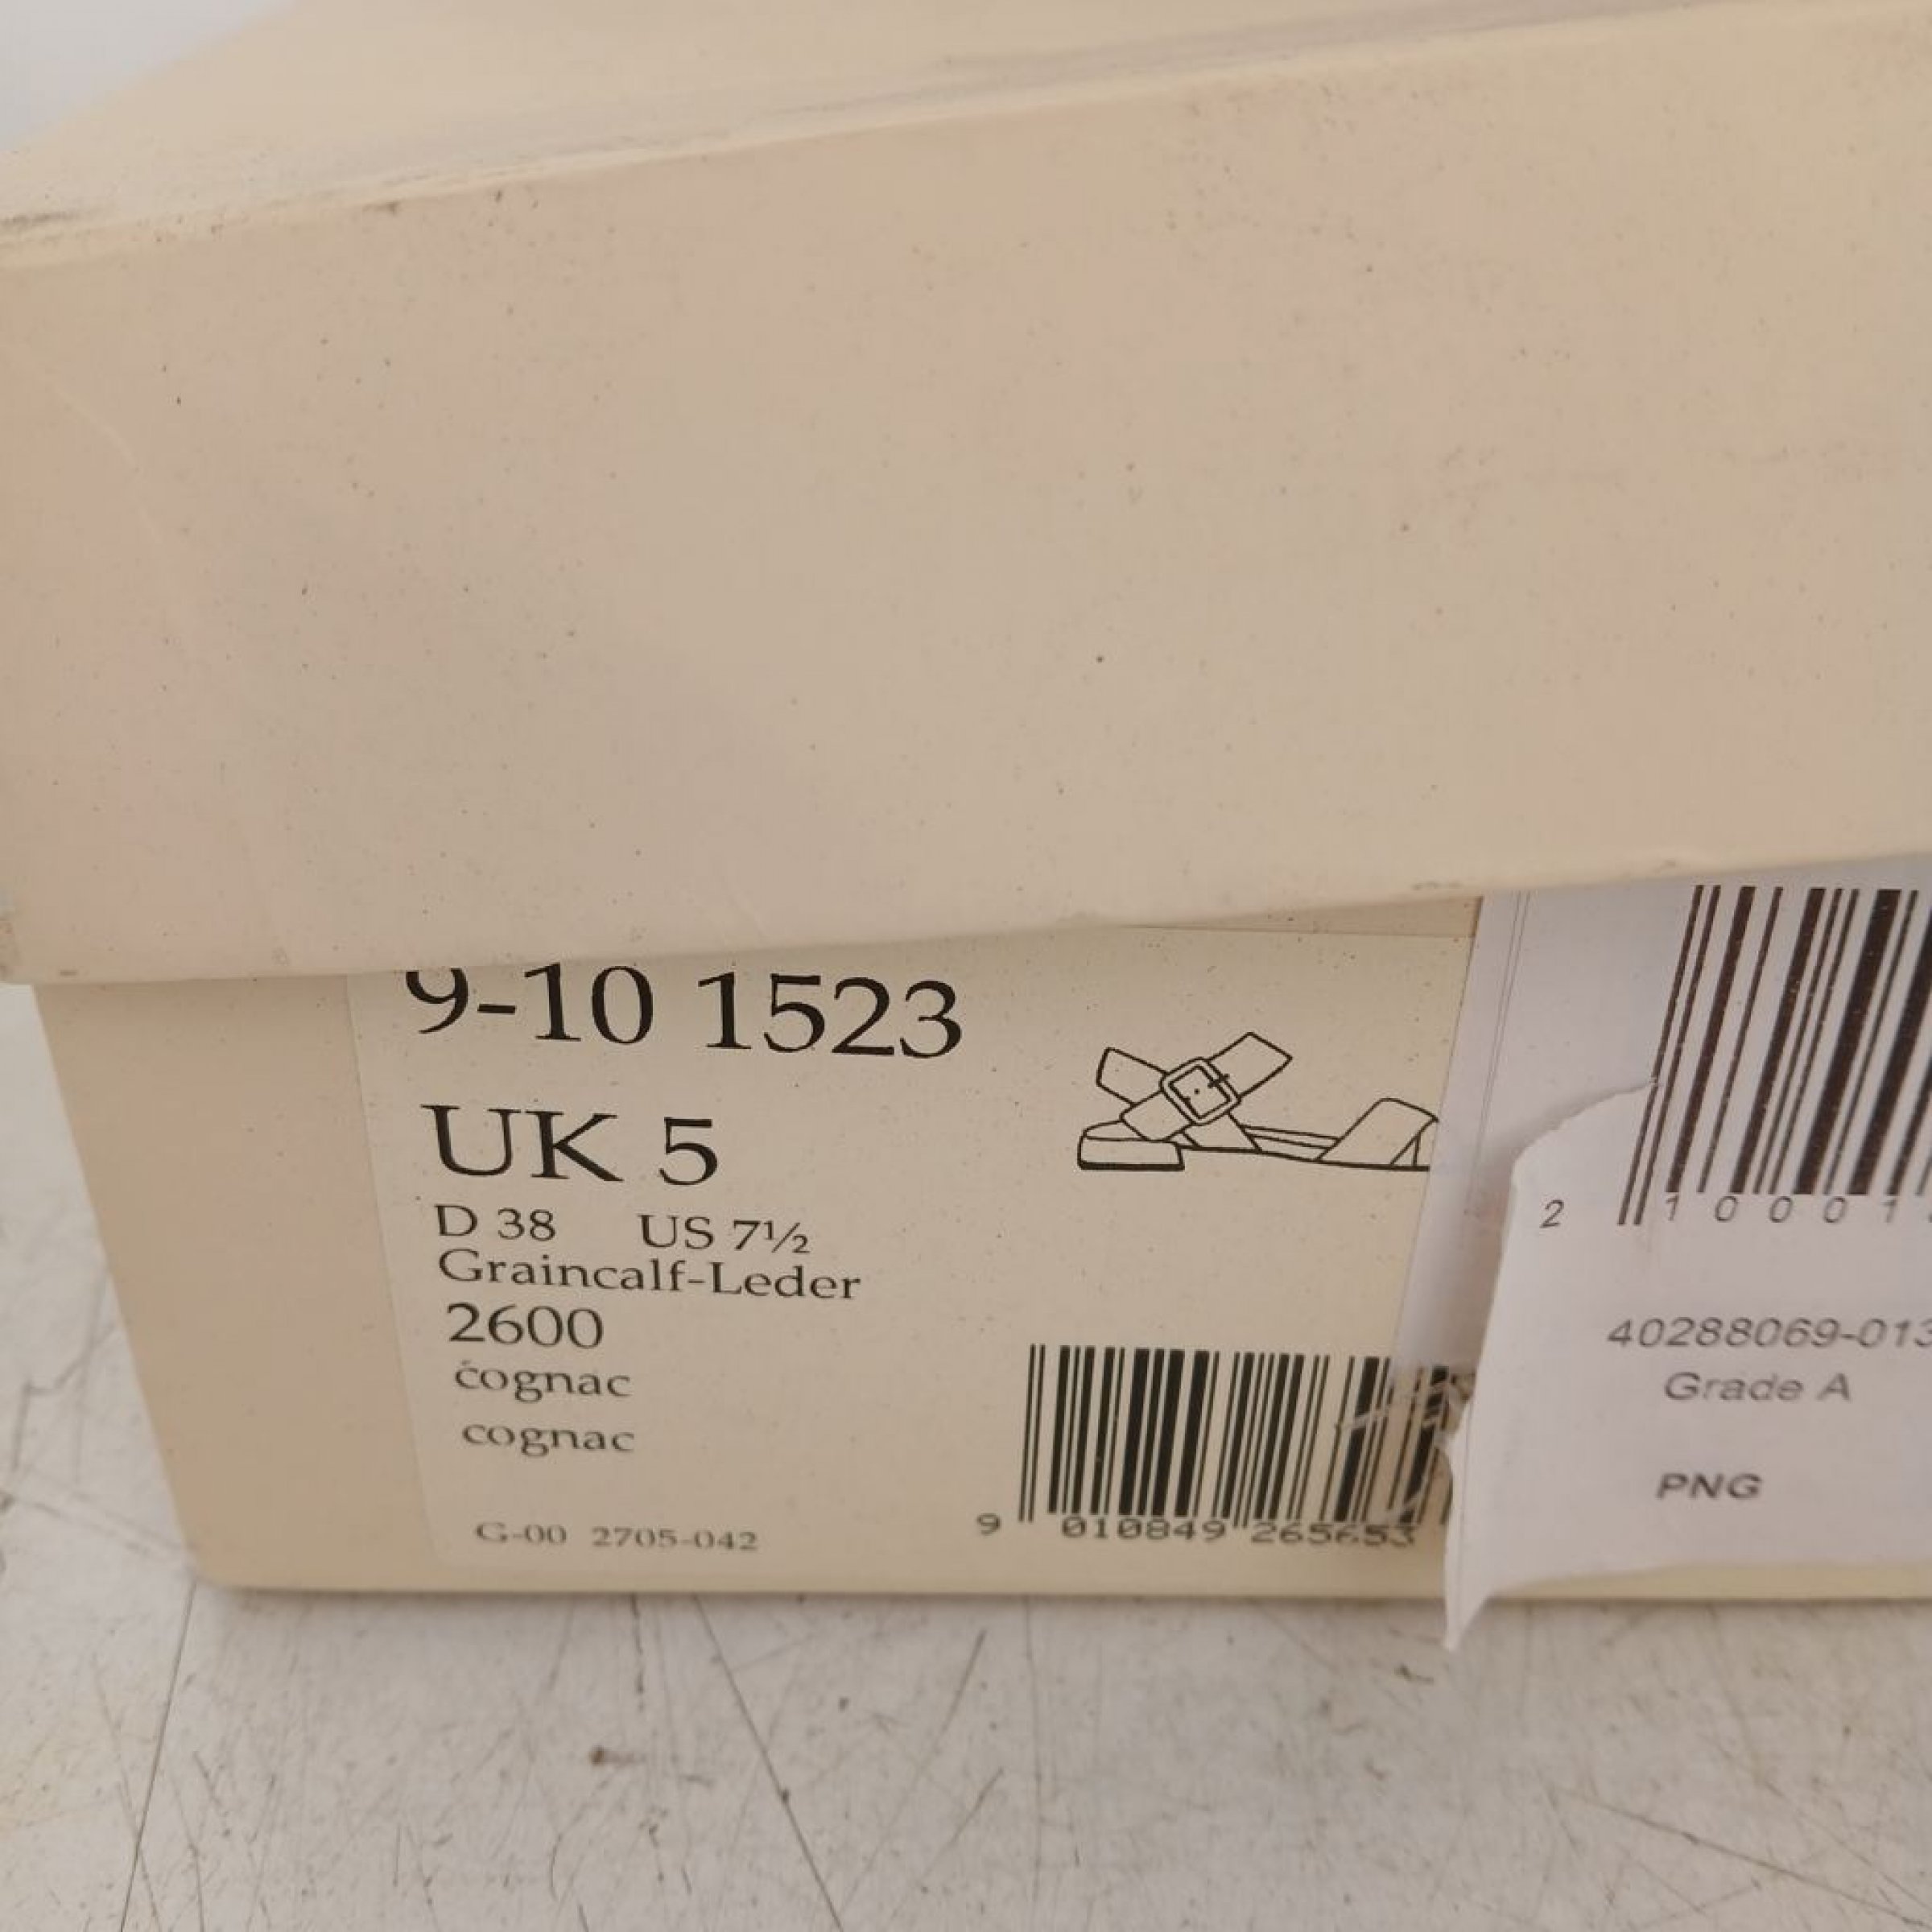 9-10 1523
UK 5
D 38 US 7½
Graincalf-Leder
2600
cognac
cognac
G-00 2705-042
9 010849 265653
2 10001
40288069-013
Grade A
PNG